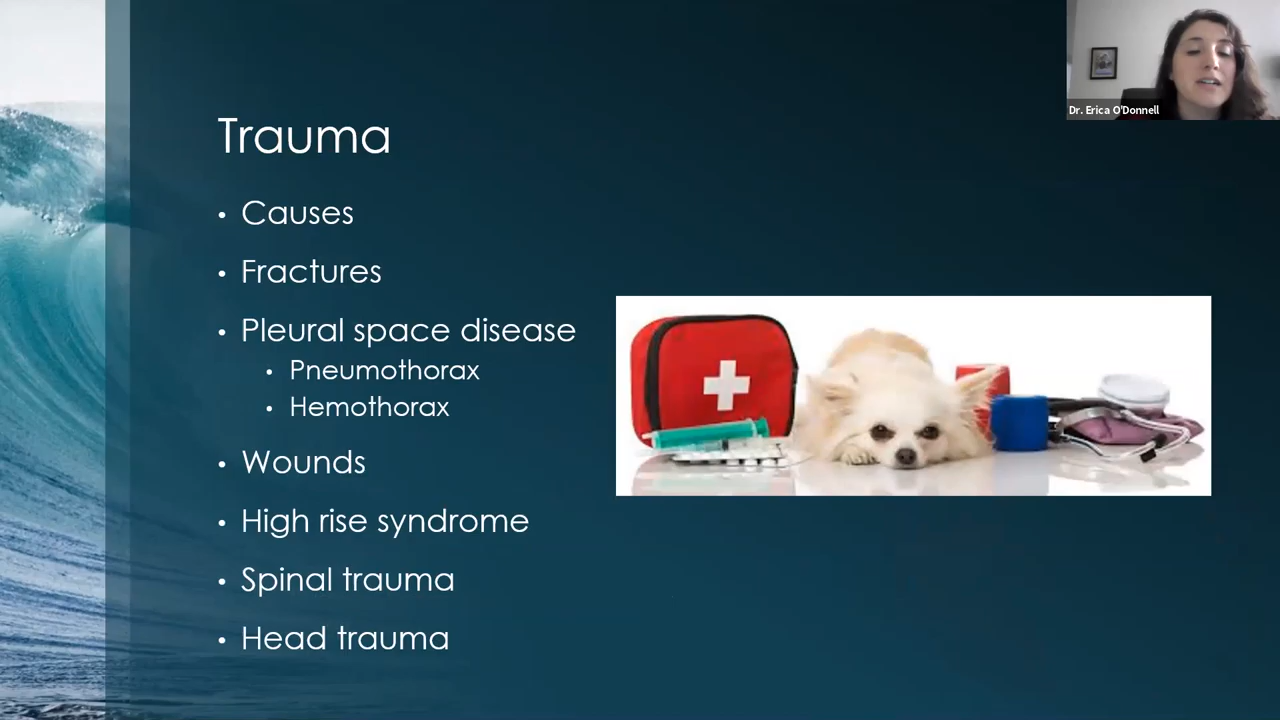 Dr. Erica O'Donnell
Trauma
• Causes
• Fractures
• Pleural space disease
• Pneumothorax
• Hemothorax
• Wounds
• High rise syndrome
• Spinal trauma
• Head trauma